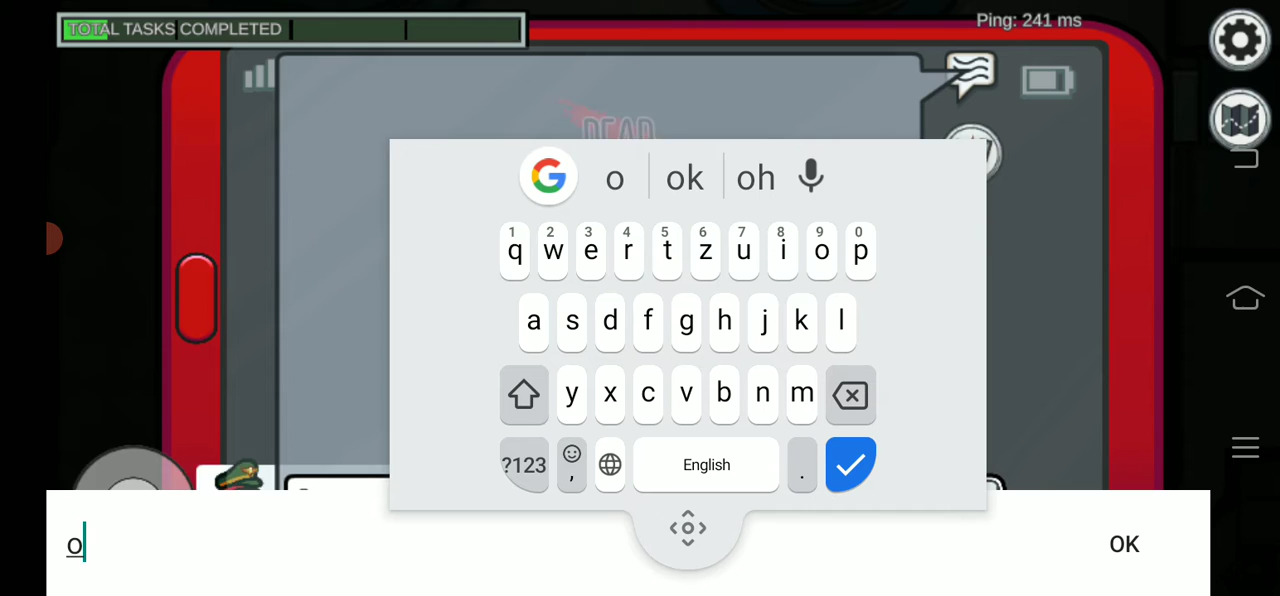 TOTAL TASKS COMPLETED
Ping: 241 ms
DEAD
o ok oh
1 2 3 4 5 6 7 8 9 0
q w e r t z u i o p
a s d f g h j k l
y x c v b n m
?123 , English .
o
OK